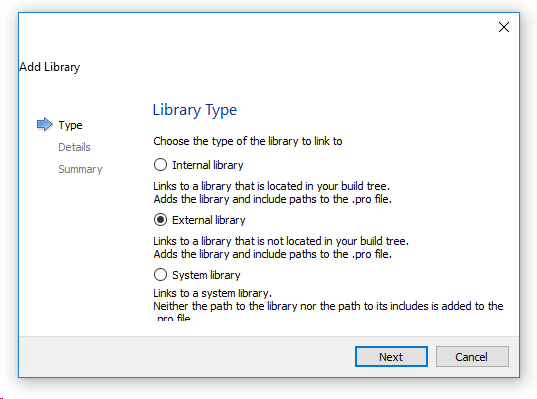 Add Library
Library Type
Type
Details
Summary
Choose the type of the library to link to
Internal library
Links to a library that is located in your build tree.
Adds the library and include paths to the .pro file.
External library
Links to a library that is not located in your build tree.
Adds the library and include paths to the .pro file.
System library
Links to a system library.
Neither the path to the library nor the path to its includes is added to the
.pro file.
Next
Cancel